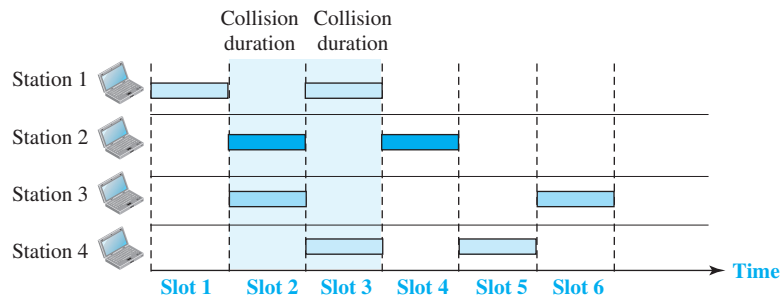 Collision Collision
duration duration
Station 1
Station 2
Station 3
Station 4
Time
Slot 1 Slot 2 Slot 3 Slot 4 Slot 5 Slot 6